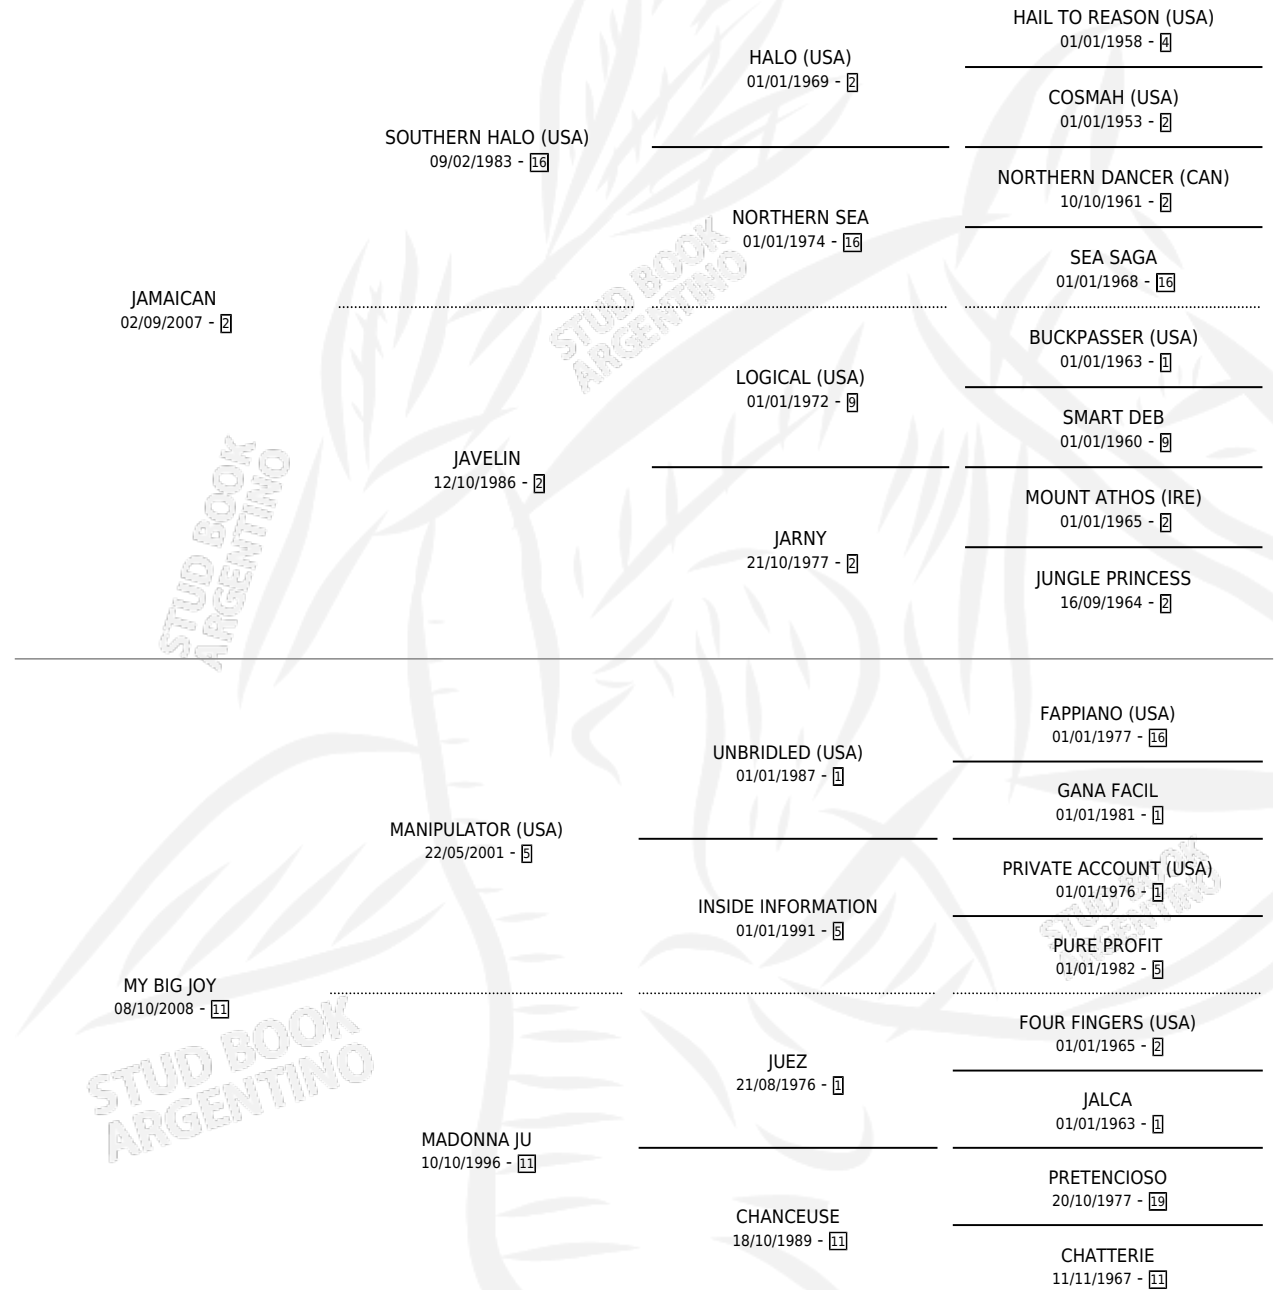 HAIL TO REASON (USA)
01/01/1958 - 4
HALO (USA)
01/01/1969 - 2
COSMAH (USA)
01/01/1953 - 2
SOUTHERN HALO (USA)
09/02/1983 - 16
NORTHERN DANCER (CAN)
10/10/1961 - 2
NORTHERN SEA
01/01/1974 - 16
SEA SAGA
01/01/1968 - 16
JAMAICAN
02/09/2007 - 2
BUCKPASSER (USA)
01/01/1963 - 1
LOGICAL (USA)
01/01/1972 - 9
SMART DEB
01/01/1960 - 9
JAVELIN
12/10/1986 - 2
MOUNT ATHOS (IRE)
01/01/1965 - 2
JARNY
21/10/1977 - 2
JUNGLE PRINCESS
16/09/1964 - 2
STUD BOOK
ARGENTINO
STUD BOOK
ARGENTINO
FAPPIANO (USA)
01/01/1977 - 16
UNBRIDLED (USA)
01/01/1987 - 1
GANA FACIL
01/01/1981 - 1
MANIPULATOR (USA)
22/05/2001 - 5
PRIVATE ACCOUNT (USA)
01/01/1976 - 1
INSIDE INFORMATION
01/01/1991 - 5
PURE PROFIT
01/01/1982 - 5
MY BIG JOY
08/10/2008 - 11
FOUR FINGERS (USA)
01/01/1965 - 2
JUEZ
21/08/1976 - 1
JALCA
01/01/1963 - 1
MADONNA JU
10/10/1996 - 11
PRETENCIOSO
20/10/1977 - 19
CHANCEUSE
18/10/1989 - 11
CHATTERIE
11/11/1967 - 11
STUD BOOK
ARGENTINO
STUD BOOK
ARGENTINO